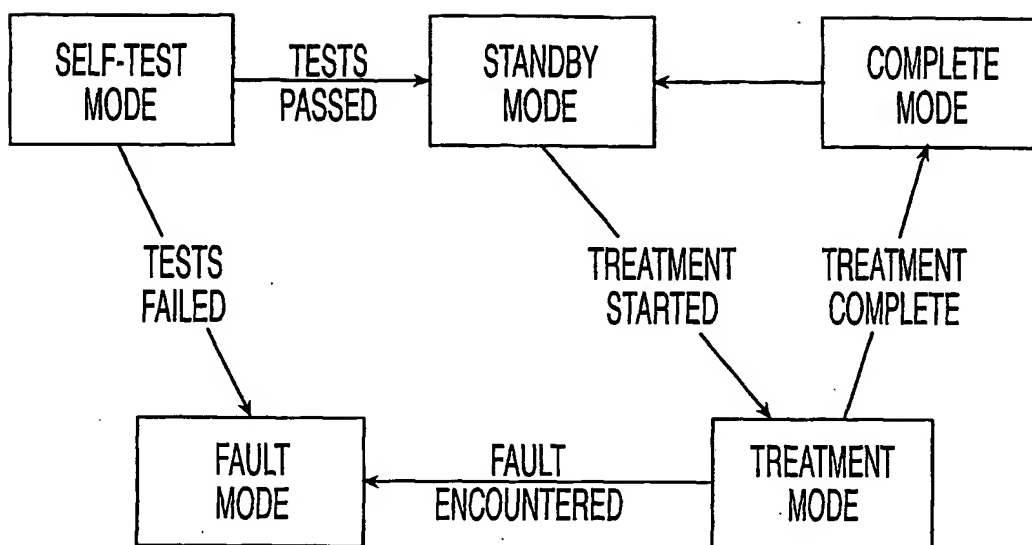 SELF-TEST
MODE
TESTS
PASSED
STANDBY
MODE
COMPLETE
MODE
TESTS
FAILED
TREATMENT
STARTED
TREATMENT
COMPLETE
FAULT
MODE
FAULT
ENCOUNTERED
TREATMENT
MODE